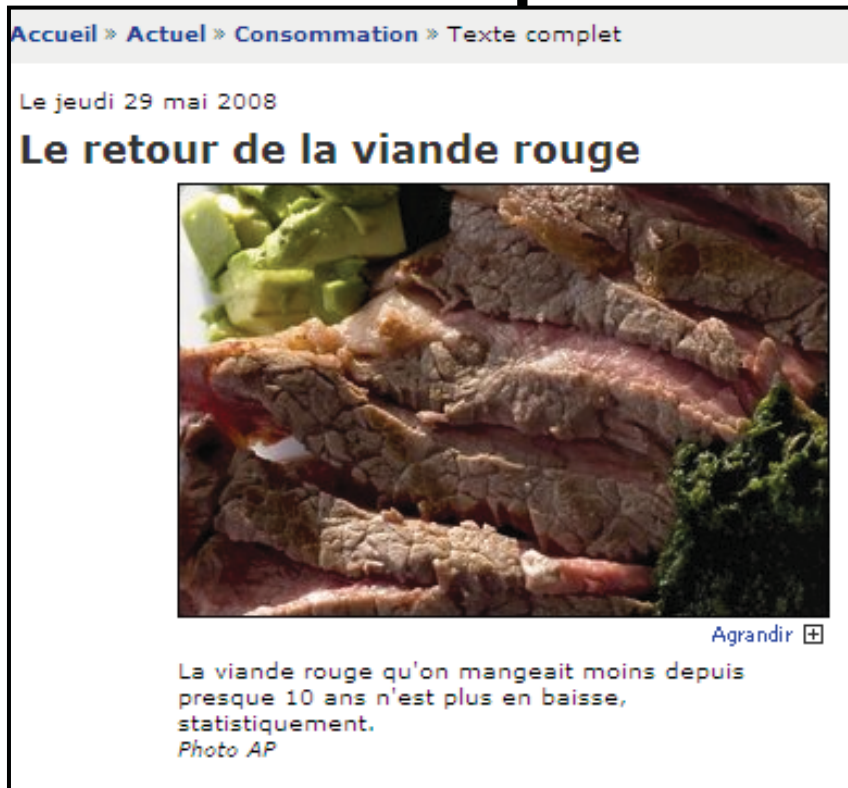 Accueil » Actuel » Consommation » Texte complet
Le jeudi 29 mai 2008
Le retour de la viande rouge
Agrandir
La viande rouge qu'on mangeait moins depuis
presque 10 ans n'est plus en baisse,
statistiquement.
Photo AP